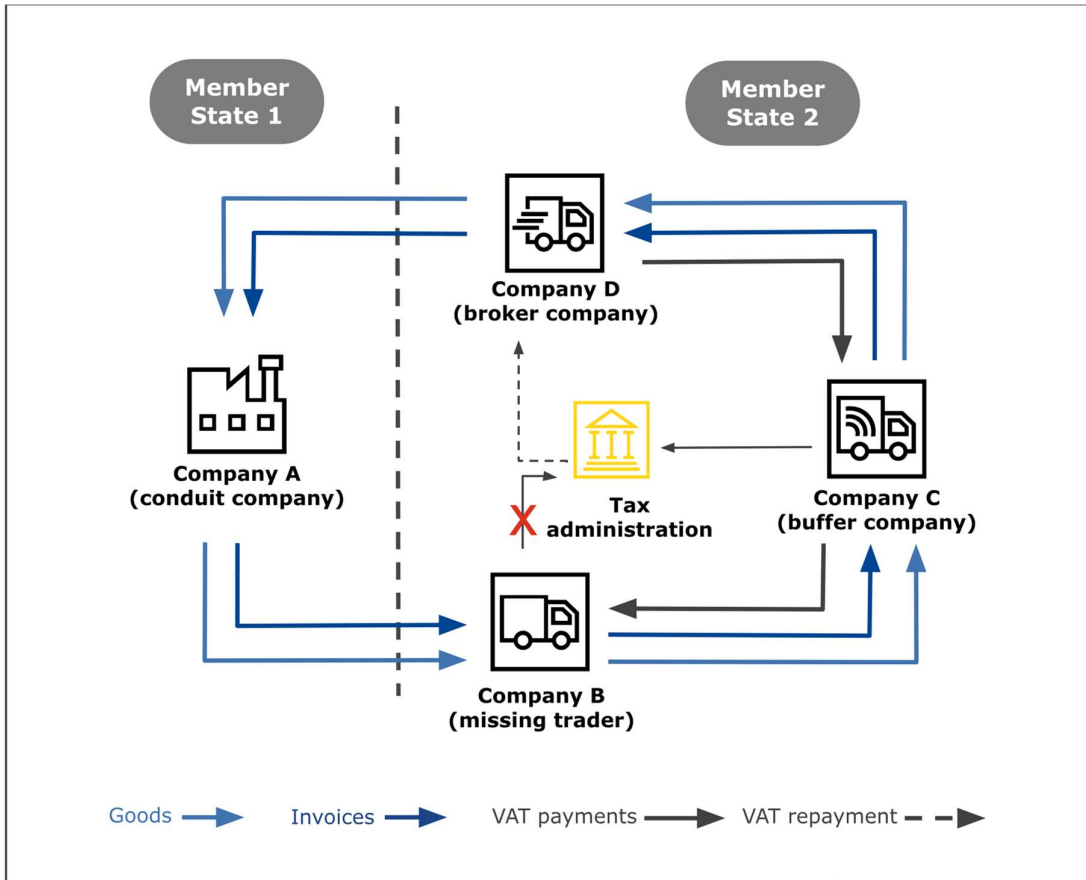 Member
State 1
Member
State 2
Company D
(broker company)
Company A
(conduit company)
Tax
administration
Company C
(buffer company)
X
Company B
(missing trader)
Goods
Invoices
VAT payments
VAT repayment